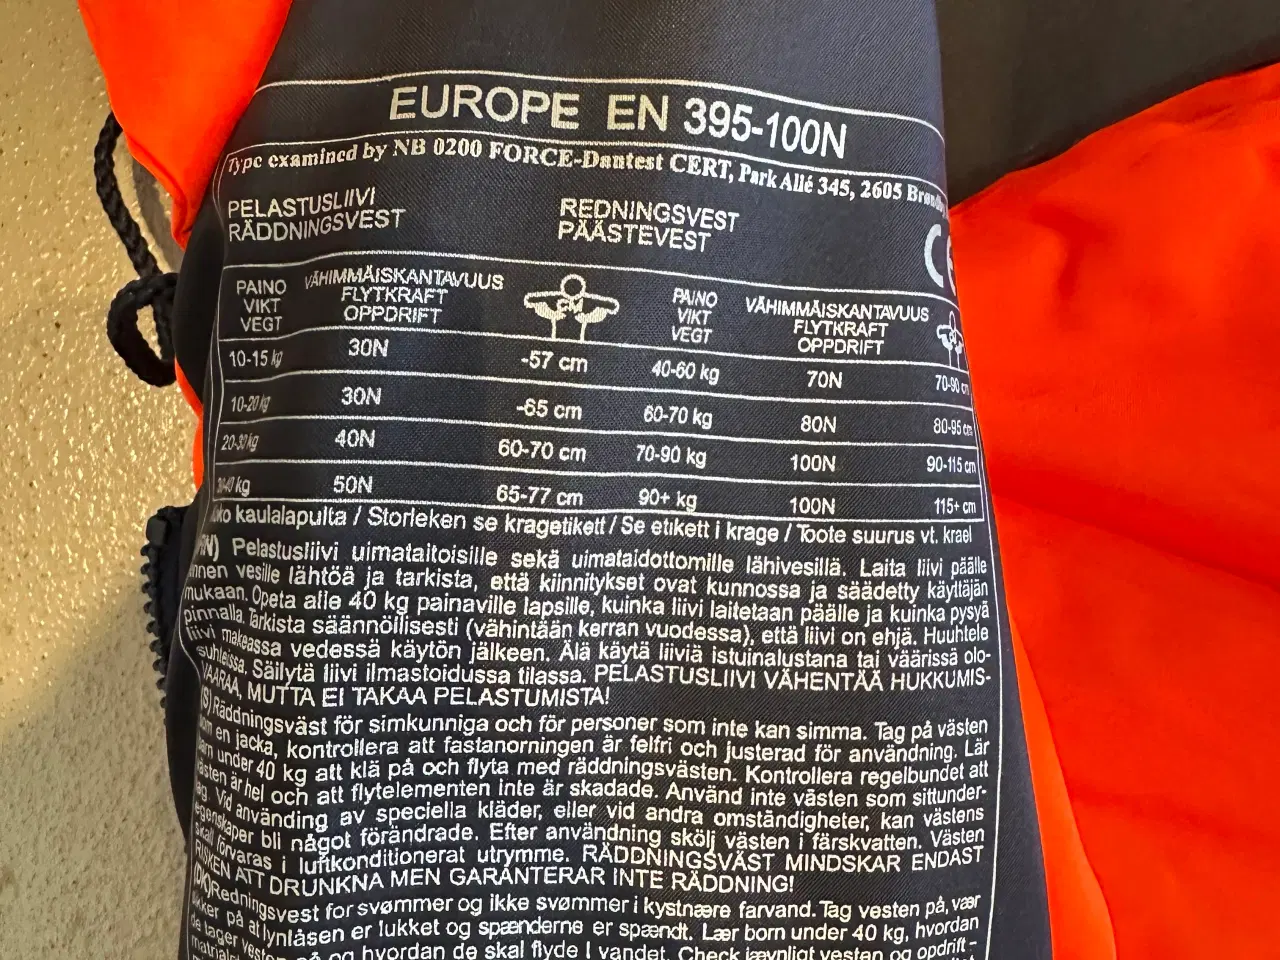 EUROPE EN 395-100N
Type examined by NB 0200 FORCE-Dantest CERT, Park Allé 345, 2605
PELASTUSLIIVI REDNINGSVEST
RÄDDNINGSVEST PÄÄSTEVEST
CE
PAINO VÄHIMMÄISKANTAVUUS CM PAINO VÄHIMMÄISKANTAVUUS
VIKT FLYTKRAFT VIKT FLYTKRAFT
VEGT OPPDRIFT VEGT OPPDRIFT
10-15 kg 30N -57 cm 40-60 kg 70N 70-90 cm
10-20 kg 30N -65 cm 60-70 kg 80N 80-95 cm
20-30 kg 40N 60-70 cm 70-90 kg 100N 90-115 cm
kg 50N 65-77 cm 90+ kg 100N 115+ cm
kaulalapulta / Storleken se kragetikett / Se etikett i krage / Toote suurus vt. krael
Pelastusliivi uimataitoisille sekä uimataidottomille lähivesillä. Laita liivi päälle
ennen vesille lähtöä ja tarkista, että kiinnitykset ovat kunnossa ja säädetty käyttäjän
mukaan. Opeta alle 40 kg painaville lapsille, kuinka liivi laitetaan päälle ja kuinka pysyä
pinnalla. Tarkista säännöllisesti (vähintään kerran vuodessa), että liivi on ehjä. Huuhtele
liivi makeassa vedessä käytön jälkeen. Älä käytä liiviä istuinalustana tai väärissä olo-
suhteissa. Säilytä liivi ilmastoidussa tilassa. PELASTUSLIIVI VÄHENTÄÄ HUKKUMIS-
VAARAA, MUTTA EI TAKAA PELASTUMISTA!
(S) Räddningsväst för simkunniga och för personer som inte kan simma. Tag på västen
som en jacka, kontrollera att fastanorningen är felfri och justerad för användning. Lär
barn under 40 kg att klä på och flyta med räddningsvästen. Kontrollera regelbundet att
västen är hel och att flytelementen inte är skadade. Använd inte västen som sittunder-
lag. Vid användning av speciella kläder, eller vid andra omständigheter, kan västens
egenskaper bli något förändrade. Efter användning skölj västen i färskvatten. Västen
skall förvaras i luftkonditionerat utrymme. RÄDDNINGSVÄST MINDSKAR ENDAST
RISKEN ATT DRUNKNA MEN GARANTERAR INTE RÄDDNING!
(DK) Redningsvest for svømmer og ikke svømmer i kystnære farvand. Tag vesten på, vær
sikker på at lynlåsen er lukket og spænderne er spændt. Lær born under 40 kg, hvordan
de tager vesten på og hvordan de skal flyde i vandet. Check jævnligt vesten og opdrift-